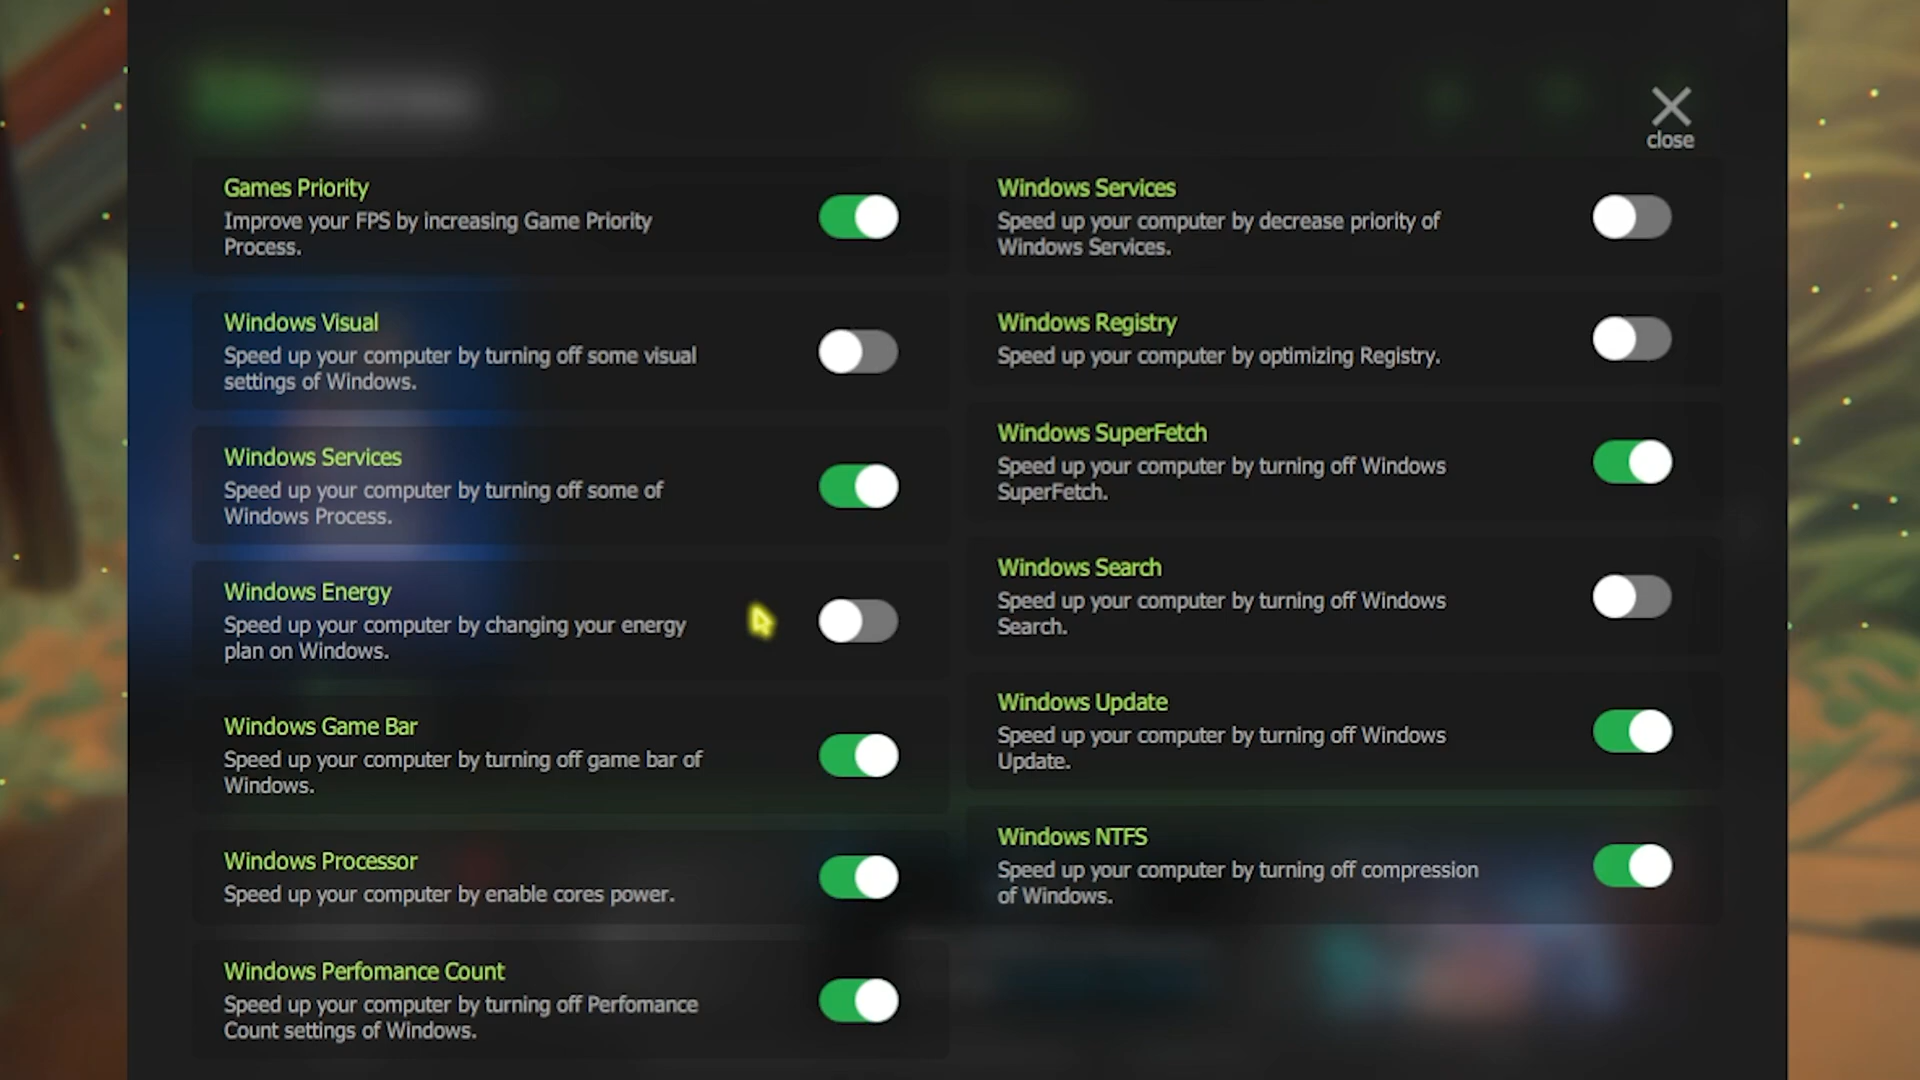 close
Games Priority
Improve your FPS by increasing Game Priority
Process.
Windows Visual
Speed up your computer by turning off some visual
settings of Windows.
Windows Services
Speed up your computer by turning off some of
Windows Process.
Windows Energy
Speed up your computer by changing your energy
plan on Windows.
Windows Game Bar
Speed up your computer by turning off game bar of
Windows.
Windows Processor
Speed up your computer by enable cores power.
Windows Perfomance Count
Speed up your computer by turning off Perfomance
Count settings of Windows.
Windows Services
Speed up your computer by decrease priority of
Windows Services.
Windows Registry
Speed up your computer by optimizing Registry.
Windows SuperFetch
Speed up your computer by turning off Windows
SuperFetch.
Windows Search
Speed up your computer by turning off Windows
Search.
Windows Update
Speed up your computer by turning off Windows
Update.
Windows NTFS
Speed up your computer by turning off compression
of Windows.